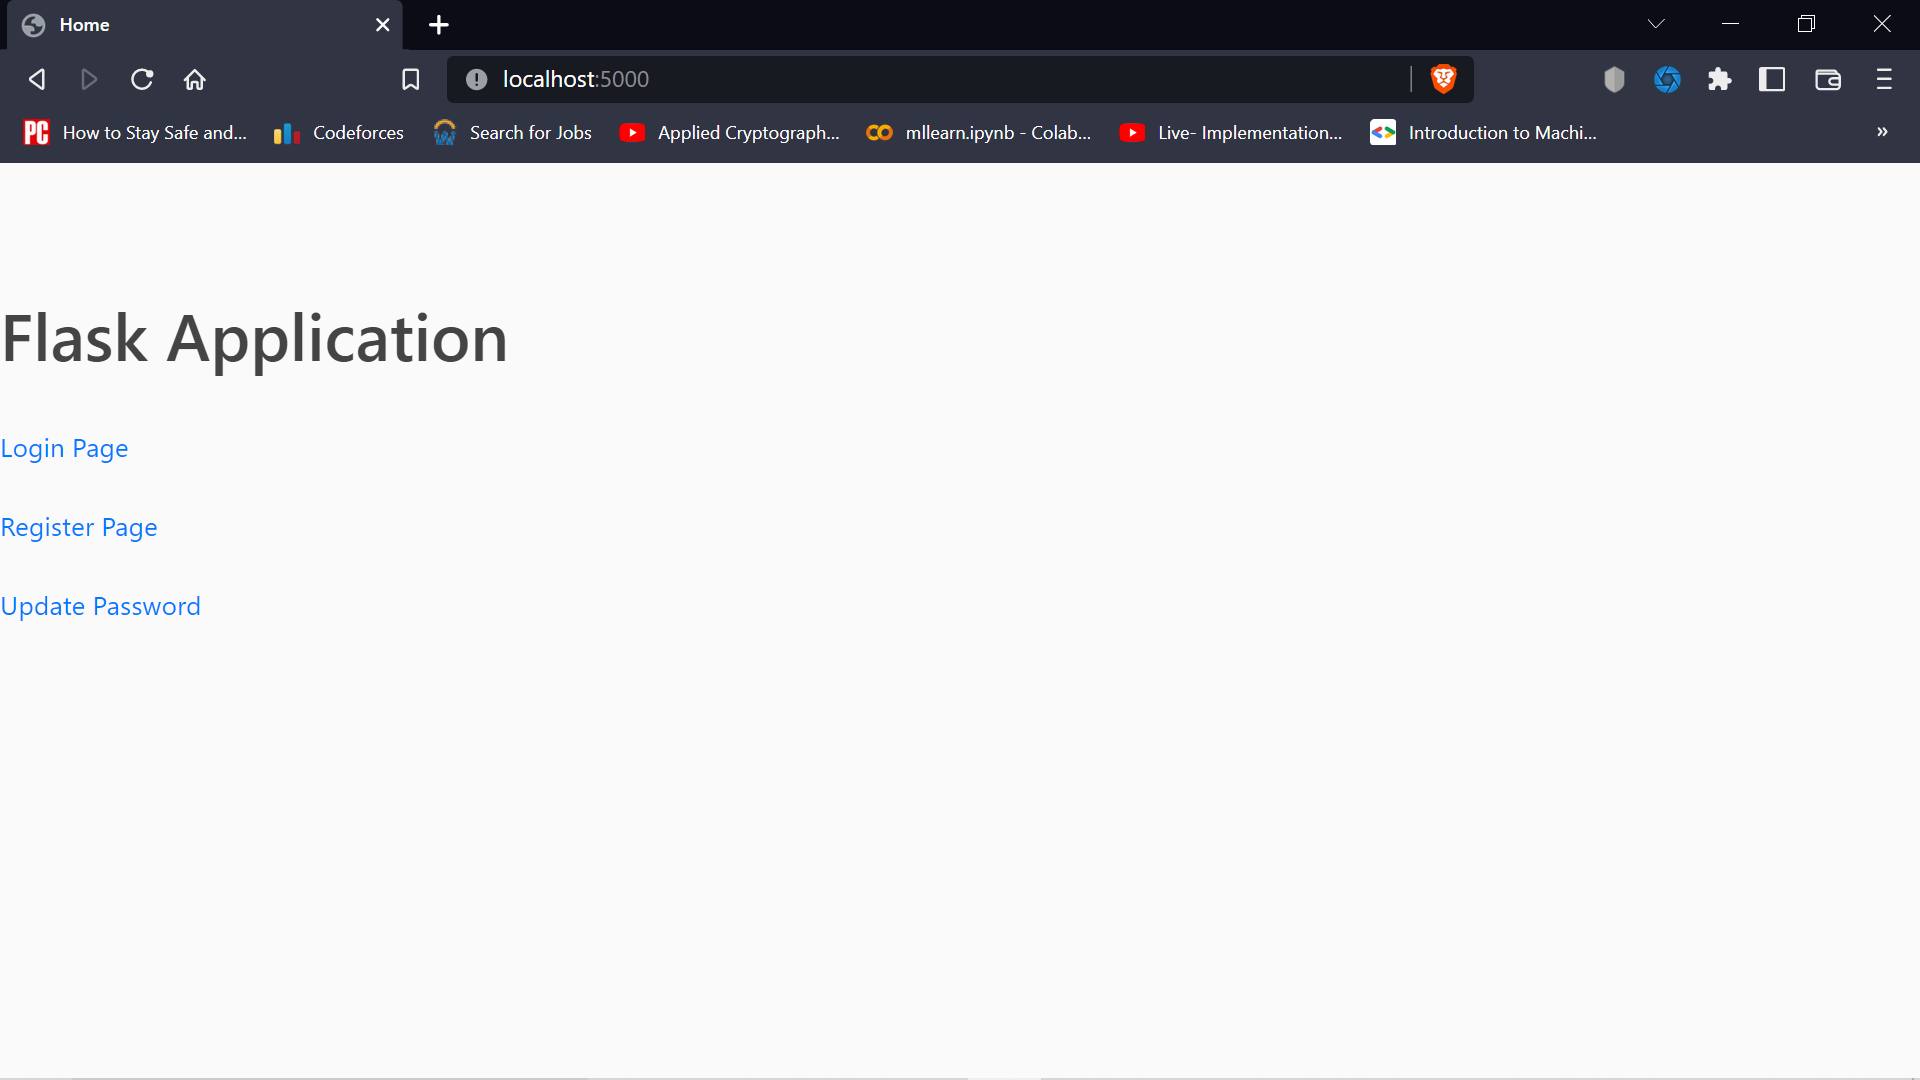 Home
localhost:5000
PC How to Stay Safe and... Codeforces Search for Jobs Applied Cryptograph... mllearn.ipynb - Colab... Live- Implementation... Introduction to Machi... »
Flask Application
Login Page
Register Page
Update Password